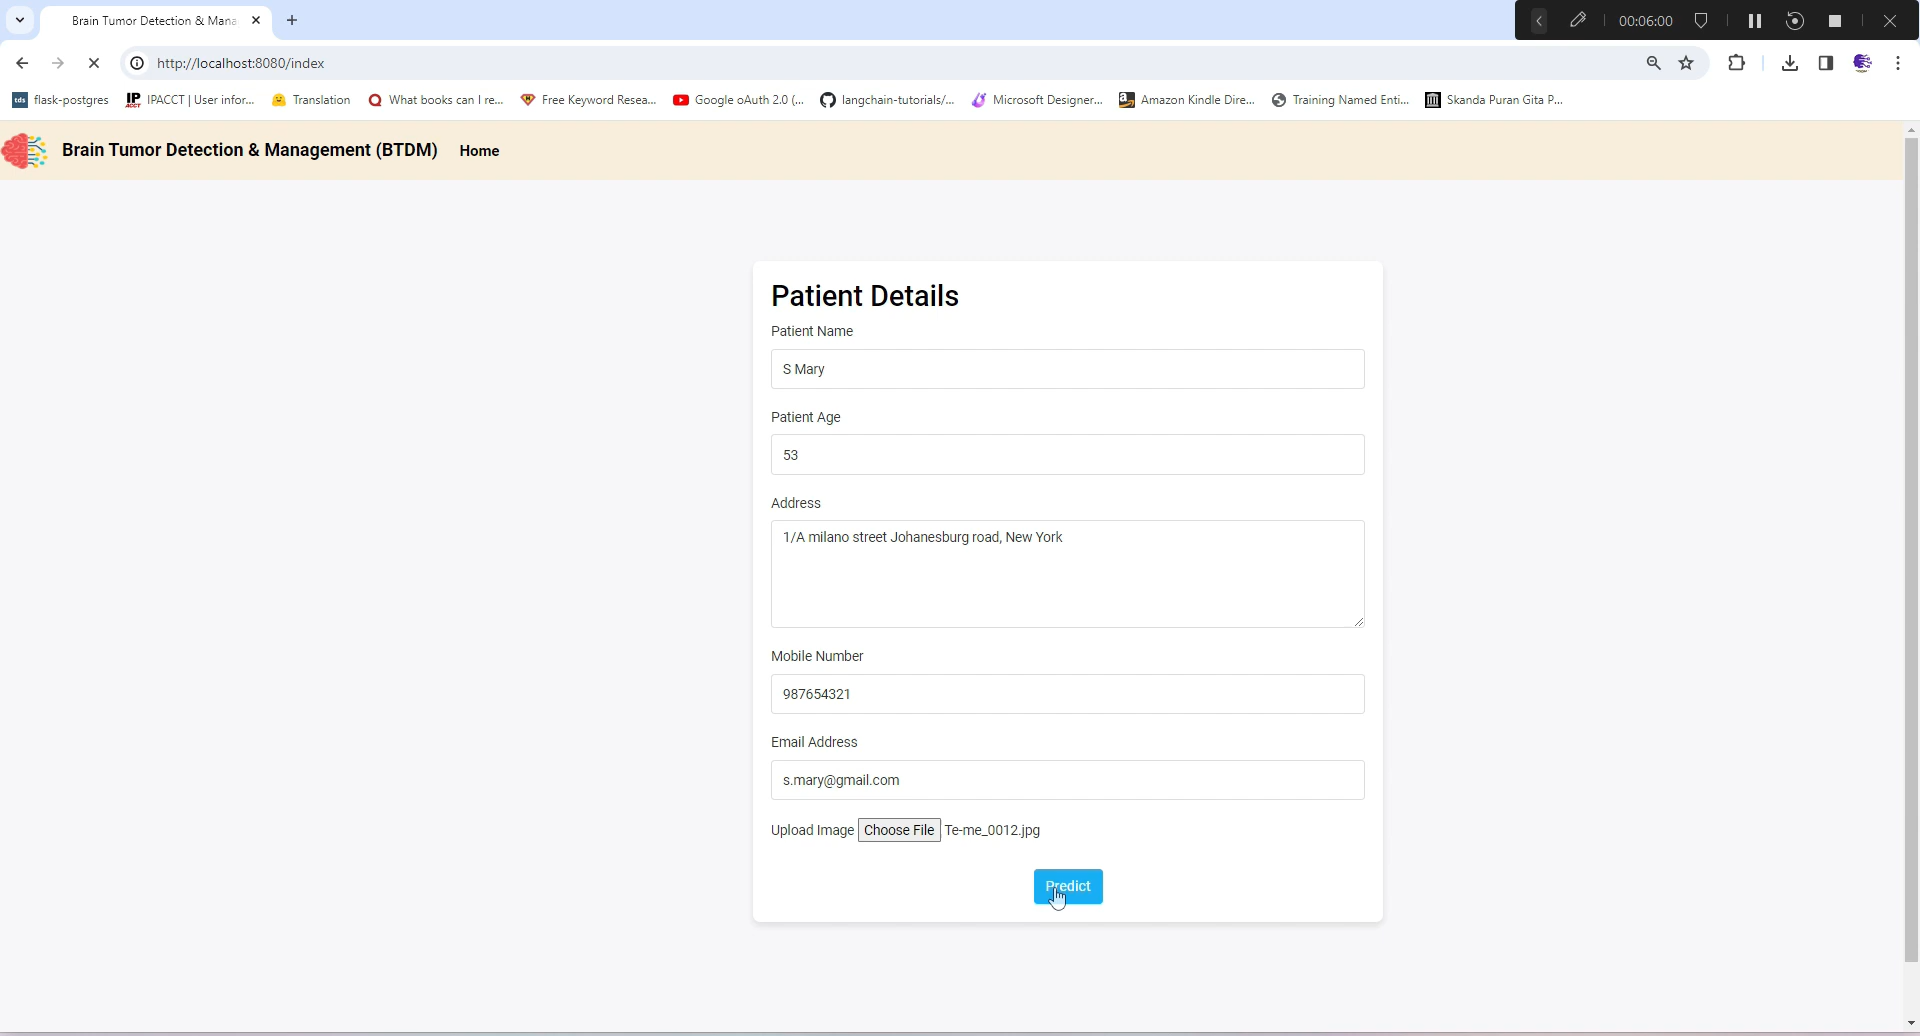 Brain Tumor Detection & Mana
00:06:00
http://localhost:8080/index
tds flask-postgres IP ACCT IPACCT | User infor... Translation What books can I re... Free Keyword Resea... Google oAuth 2.0 (... langchain-tutorials/... Microsoft Designer... a Amazon Kindle Dire... Training Named Enti... Skanda Puran Gita P...
Brain Tumor Detection & Management (BTDM) Home
Patient Details
Patient Name
S Mary
Patient Age
53
Address
1/A milano street Johanesburg road, New York
Mobile Number
987654321
Email Address
s.mary@gmail.com
Upload Image Choose File Te-me_0012.jpg
Predict